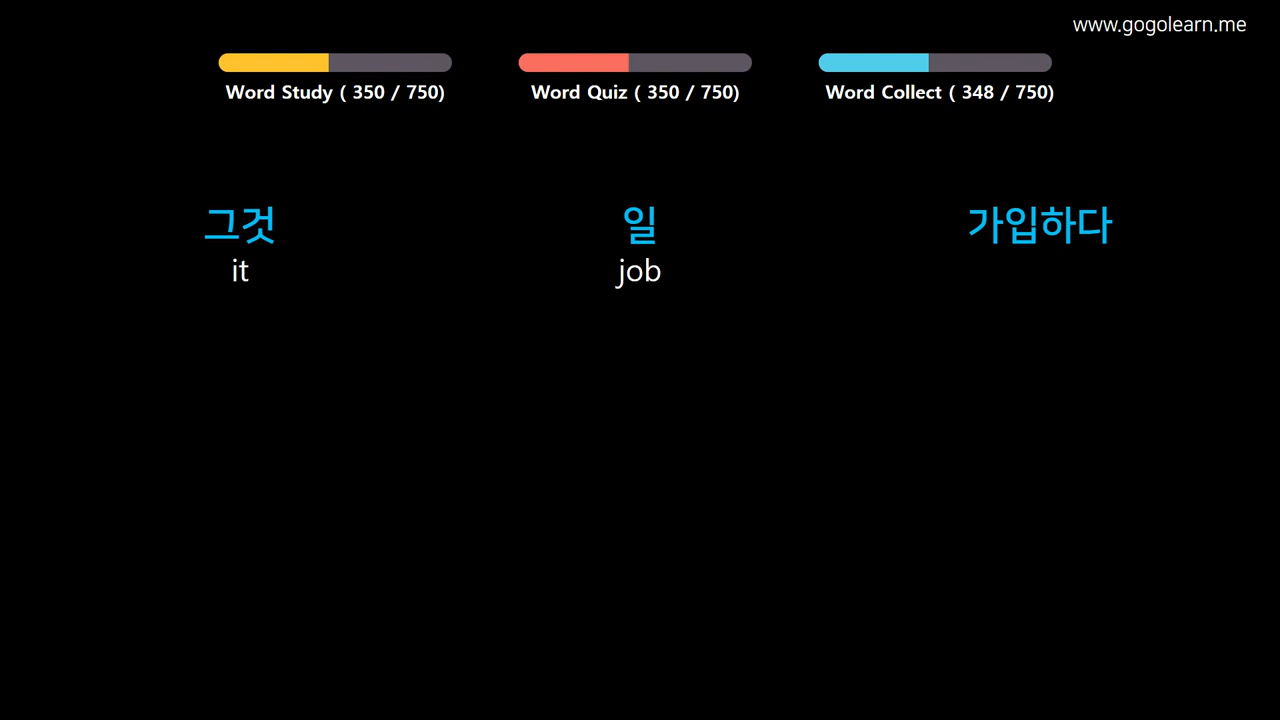 www.gogolearn.me
Word Study ( 350 / 750)
Word Quiz ( 350 / 750)
Word Collect ( 348 / 750)
그것
일
가입하다
it
job